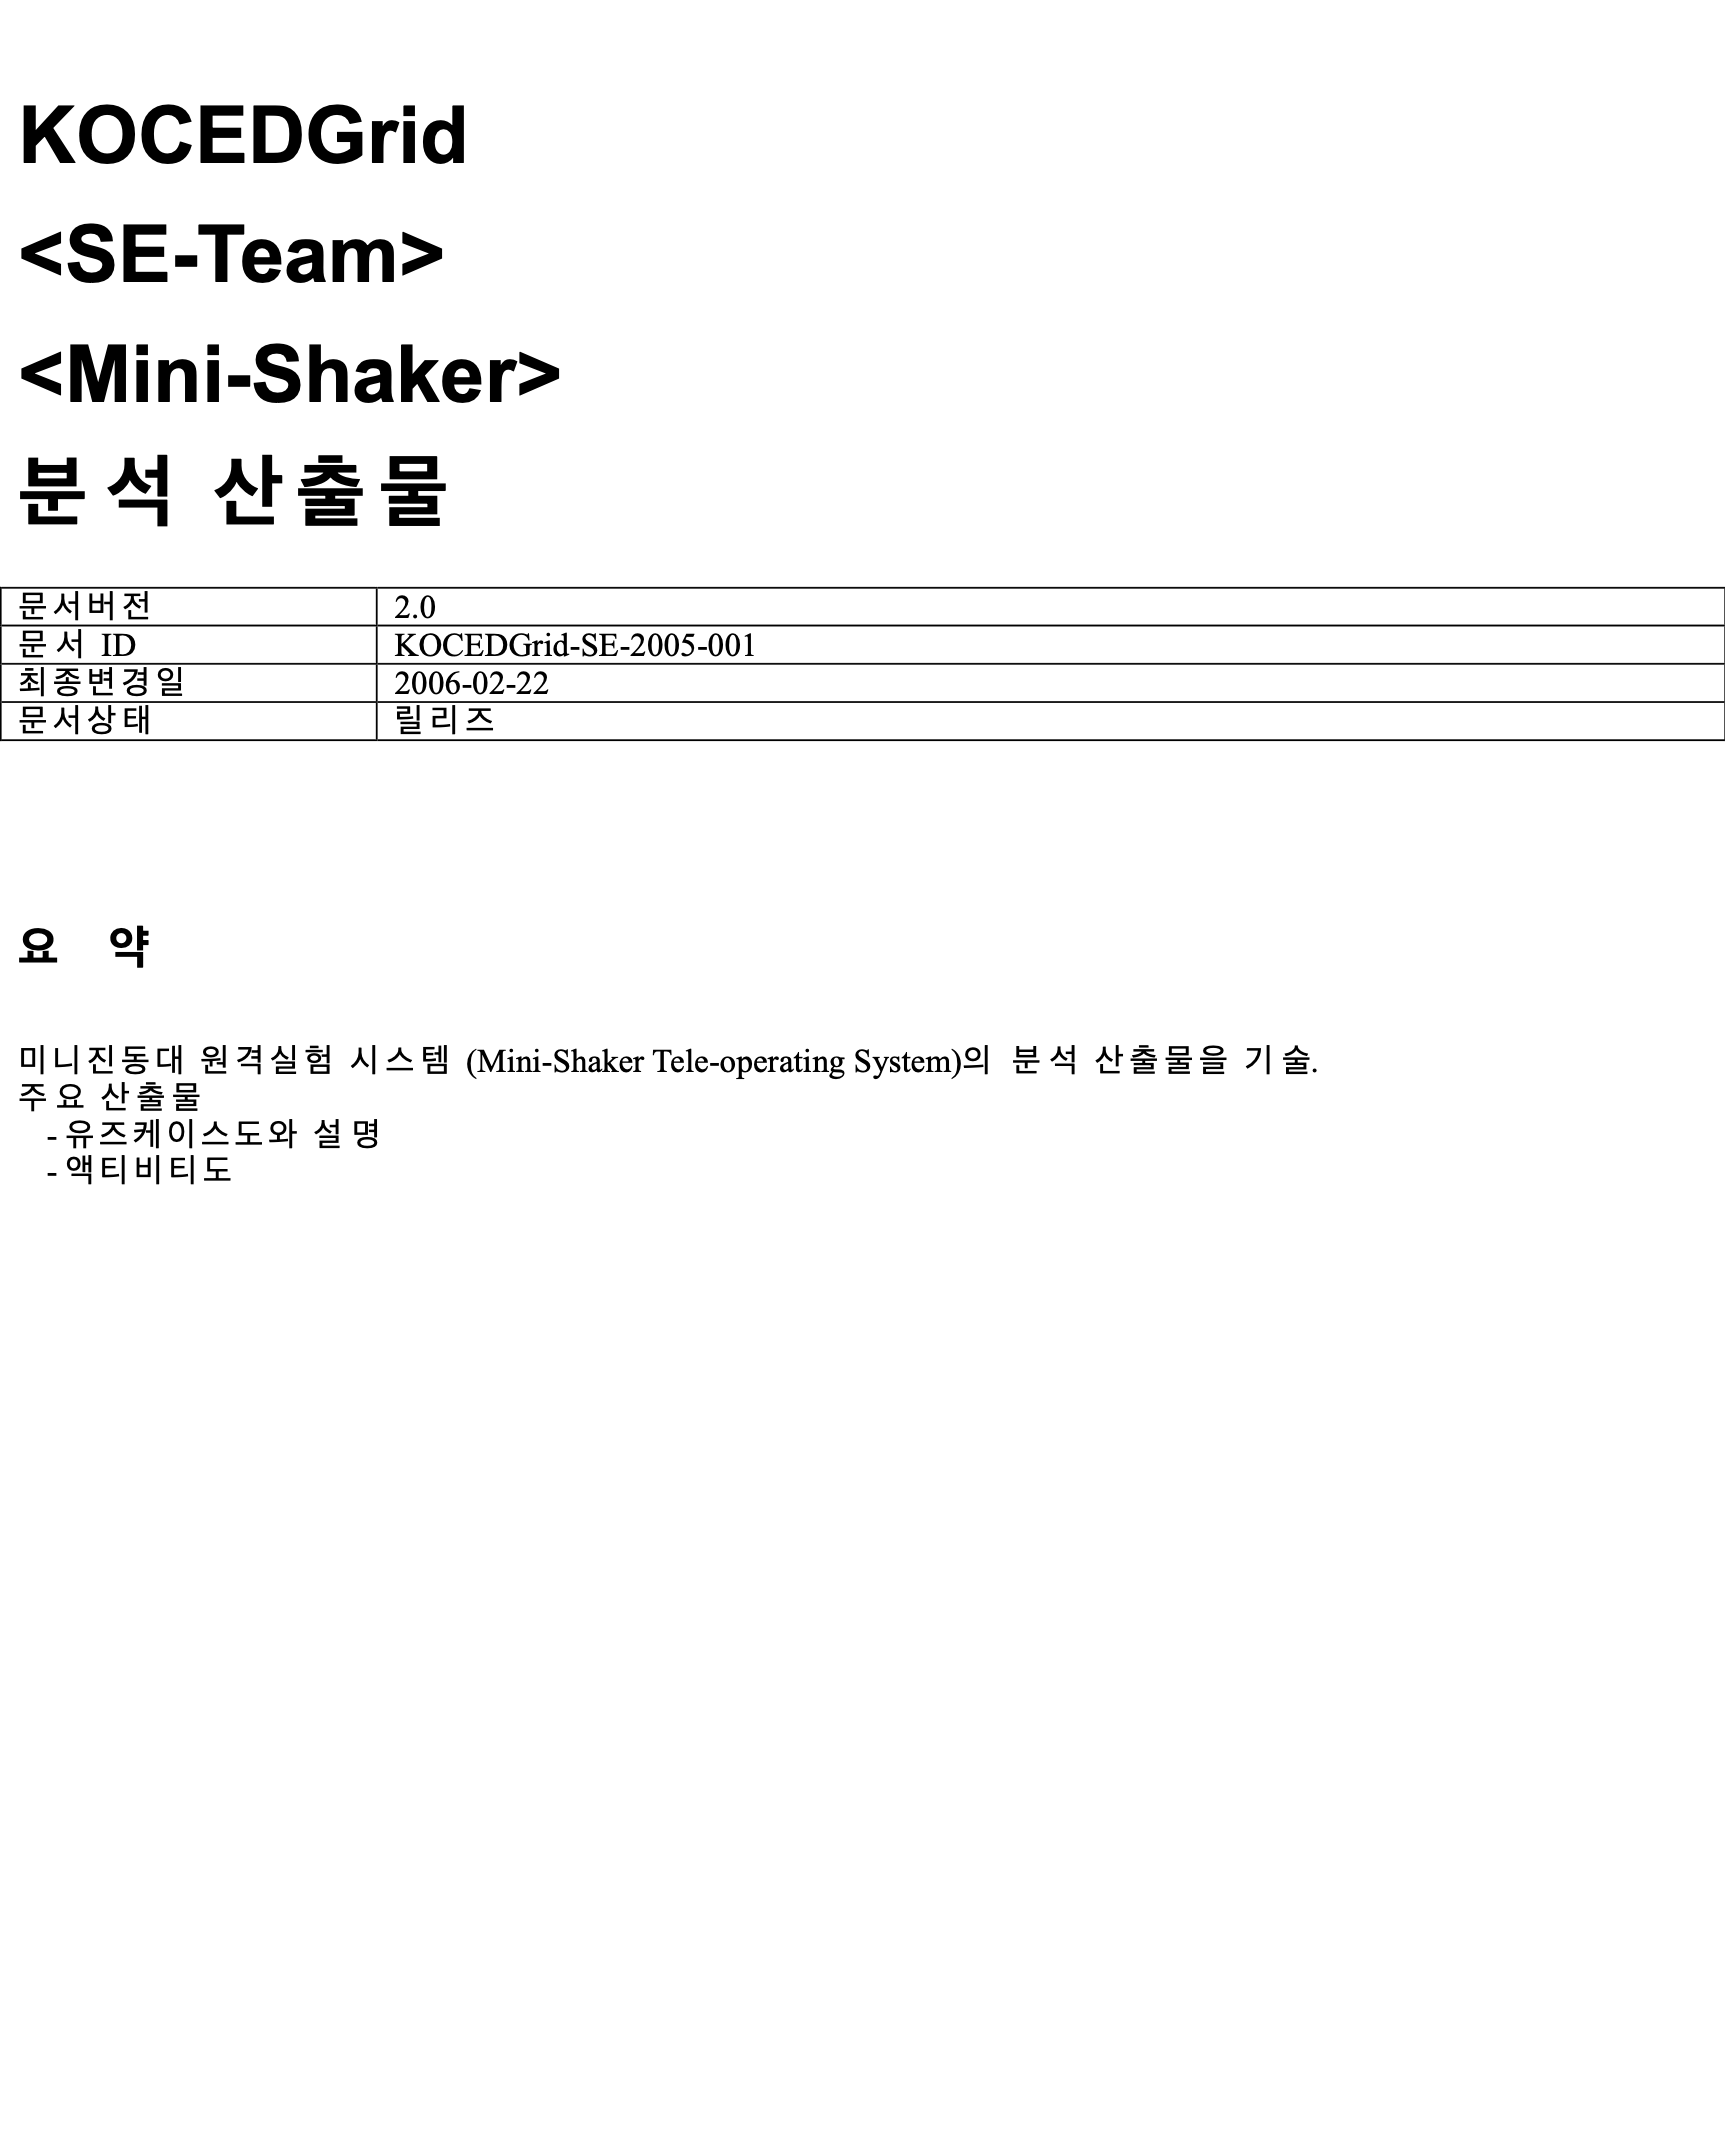 KOCEDGrid
<SE-Team>
<Mini-Shaker>
분석 산출물
문서버전 2.0
문서 ID KOCEDGrid-SE-2005-001
최종변경일 2006-02-22
문서상태 릴리즈
요 약
미니진동대 원격실험 시스템 (Mini-Shaker Tele-operating System)의 분석 산출물을 기술.
주요 산출물
- 유즈케이스도와 설명
- 액티비티도